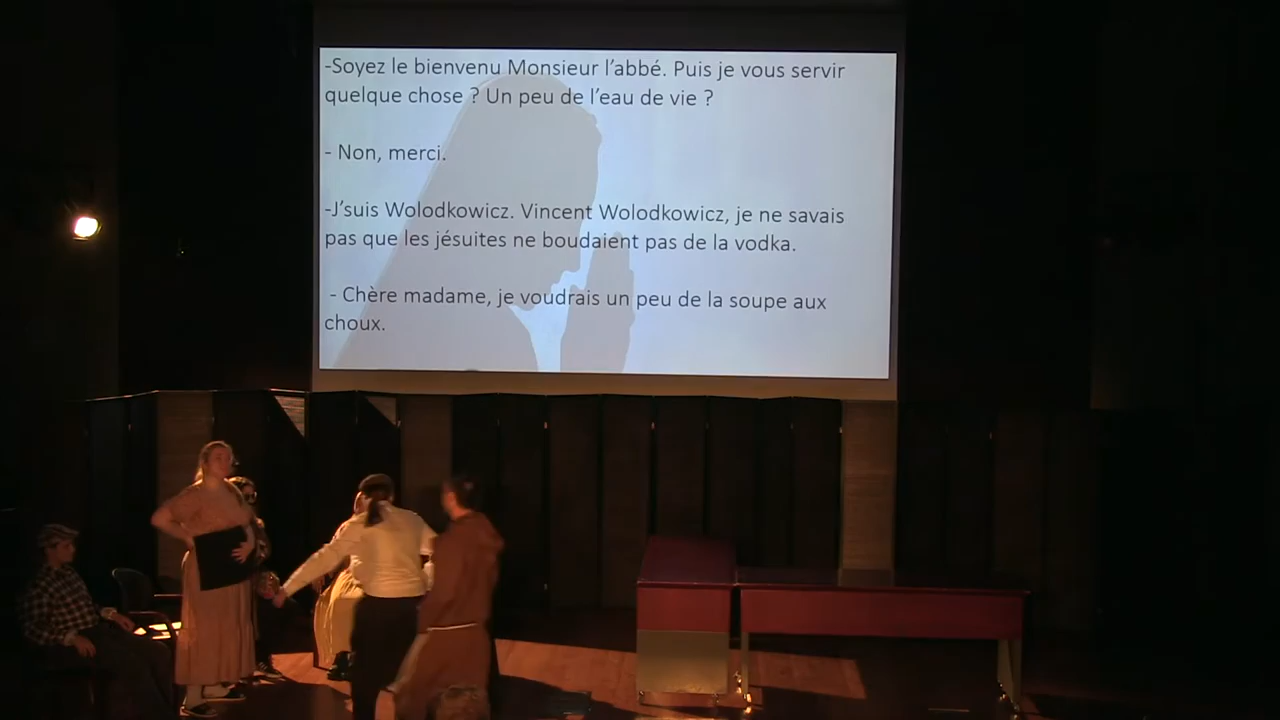 -Soyez le bienvenu Monsieur l’abbé. Puis je vous servir
quelque chose ? Un peu de l’eau de vie ?
- Non, merci.
-J’suis Wolodkowicz. Vincent Wolodkowicz, je ne savais
pas que les jésuites ne boudaient pas de la vodka.
- Chère madame, je voudrais un peu de la soupe aux
choux.